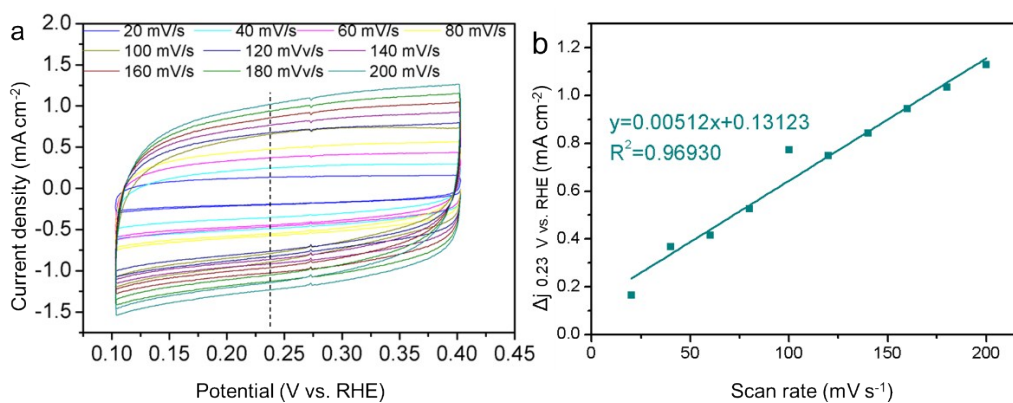 a
20 mV/s 40 mV/s 60 mV/s 80 mV/s
100 mV/s 120 mVv/s 140 mV/s
160 mV/s 180 mVv/s 200 mV/s
Current density (mA cm-2)
2.0
1.5
1.0
0.5
0.0
-0.5
-1.0
-1.5
0.10 0.15 0.20 0.25 0.30 0.35 0.40 0.45
Potential (V vs. RHE)
b
y=0.00512x+0.13123
R²=0.96930
Δj 0.23 V vs. RHE (mA cm-2)
1.2
1.0
0.8
0.6
0.4
0.2
0.0
0 50 100 150 200
Scan rate (mV s-1)